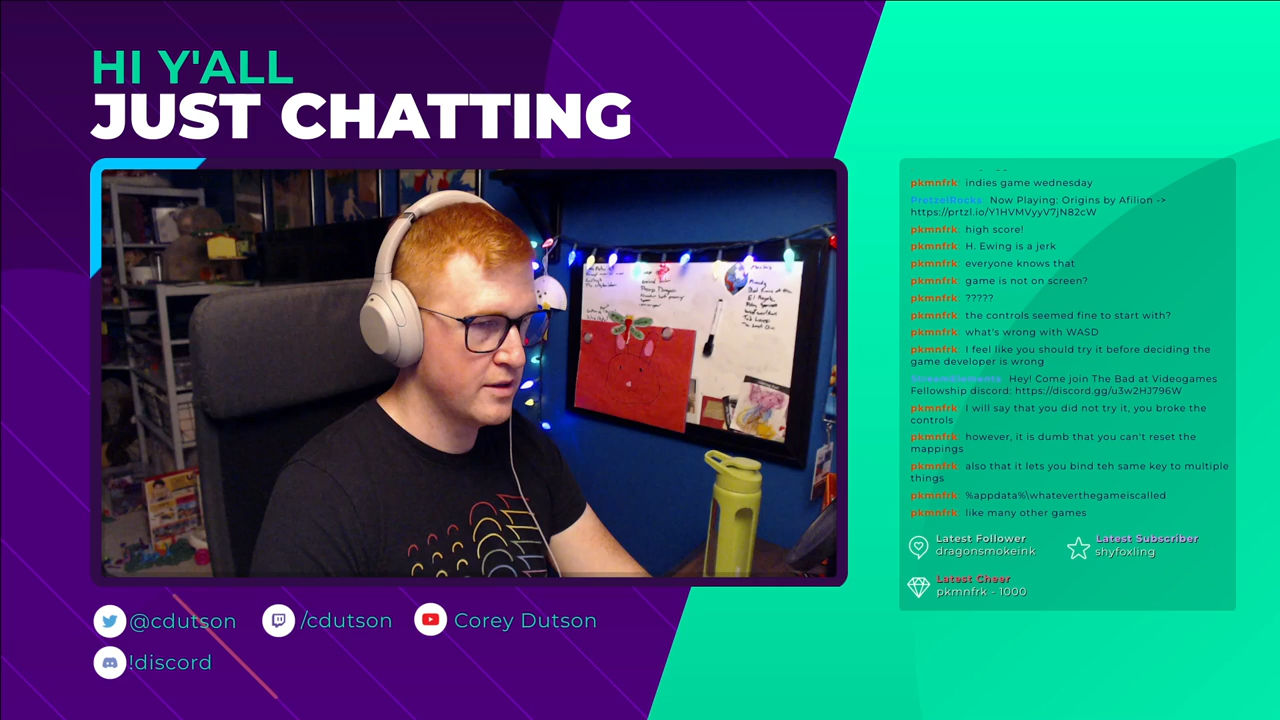 HI Y'ALL
JUST CHATTING
pkmnfrk: indies game wednesday
PretzelRocks: Now Playing: Origins by Afilion ->
https://prtzl.io/Y1HVMVyyV7jN82cW
pkmnfrk: high score!
pkmnfrk: H. Ewing is a jerk
pkmnfrk: everyone knows that
pkmnfrk: game is not on screen?
pkmnfrk: ?????
pkmnfrk: the controls seemed fine to start with?
pkmnfrk: what's wrong with WASD
pkmnfrk: I feel like you should try it before deciding the
game developer is wrong
StreamElements: Hey! Come join The Bad at Videogames
Fellowship discord: https://discord.gg/u3w2HJ796W
pkmnfrk: I will say that you did not try it, you broke the
controls
pkmnfrk: however, it is dumb that you can't reset the
mappings
pkmnfrk: also that it lets you bind teh same key to multiple
things
pkmnfrk: %appdata%\whateverthegameiscalled
pkmnfrk: like many other games
Latest Follower
dragonsmokeink
Latest Subscriber
shyfoxling
Latest Cheer
pkmnfrk - 1000
@cdutson
/cdutson
Corey Dutson
!discord